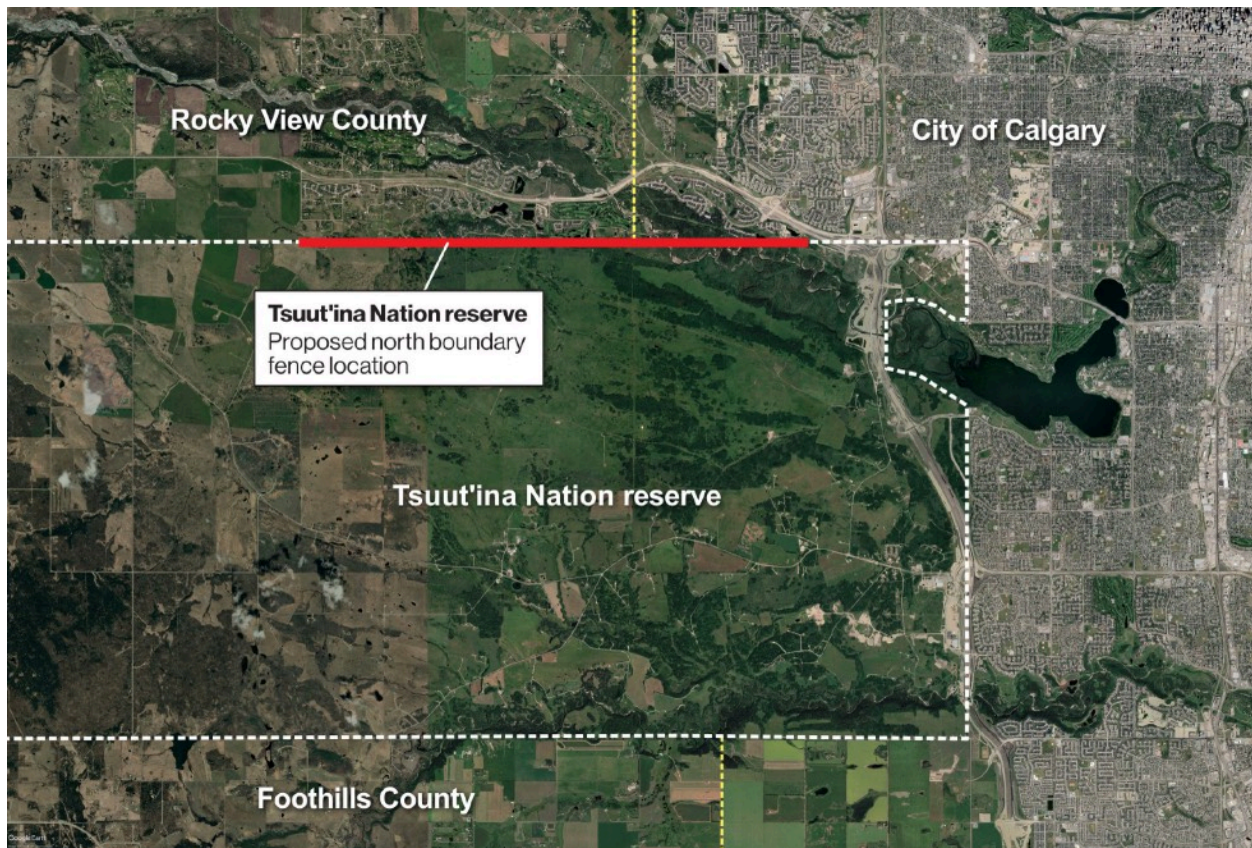 Rocky View County
City of Calgary
Tsuut'ina Nation reserve
Proposed north boundary
fence location
Tsuut'ina Nation reserve
Foothills County
Google Earth